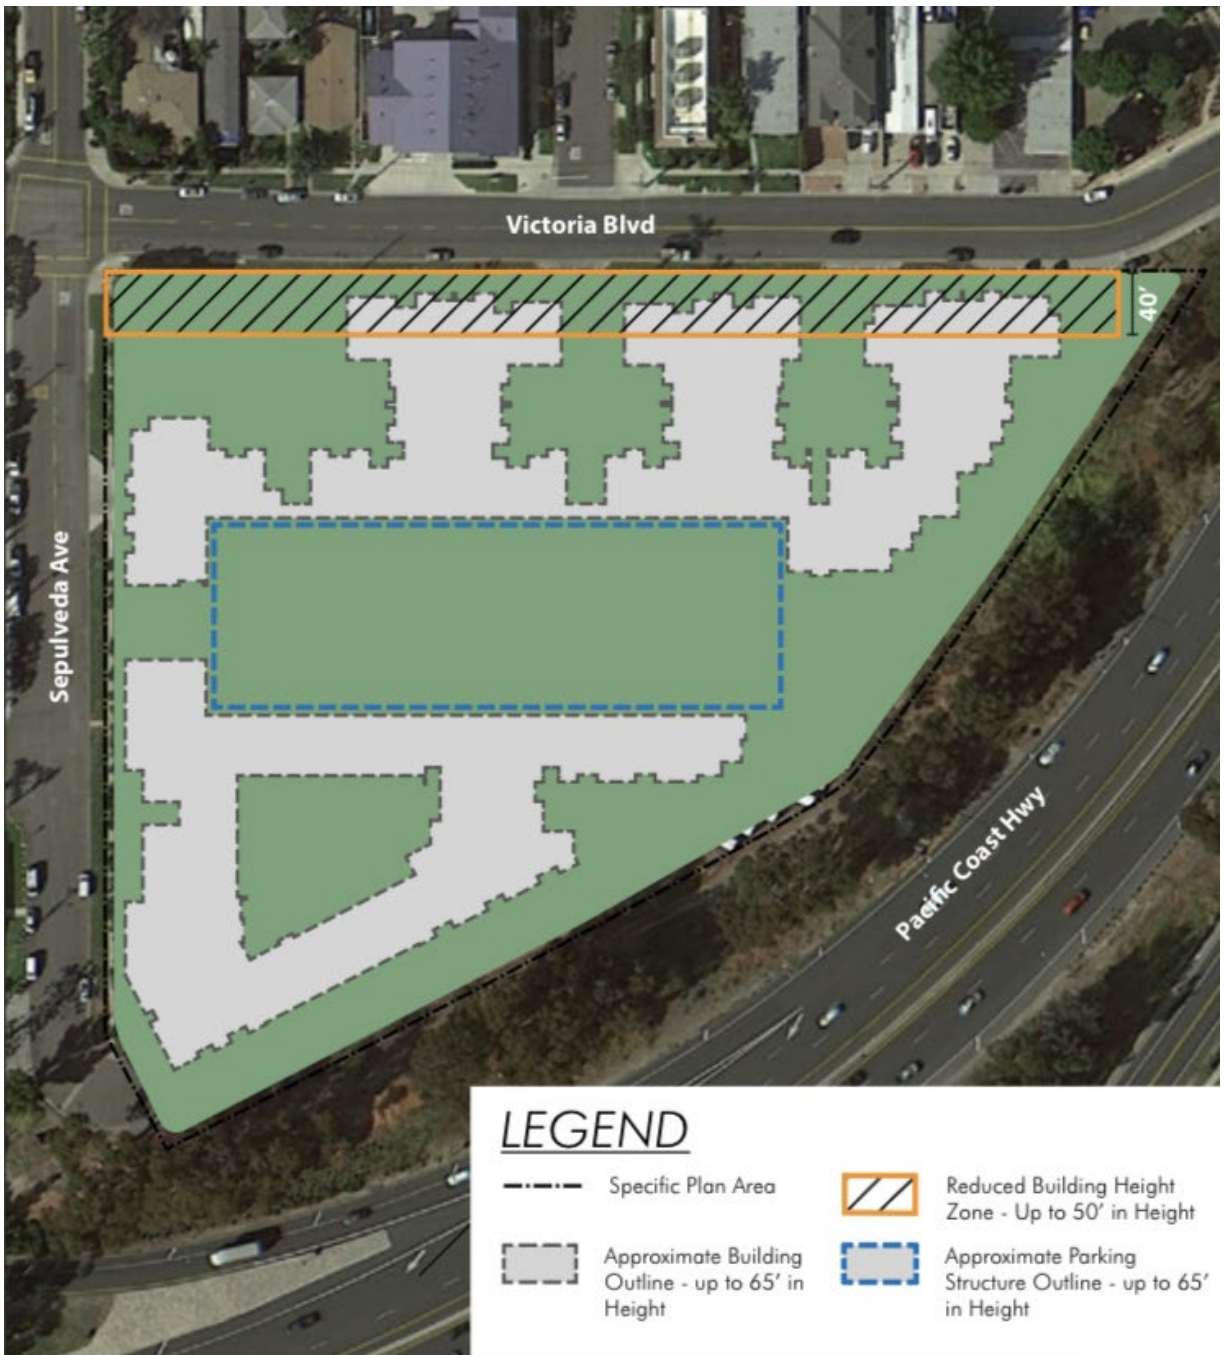 Victoria Blvd
40'
Sepulveda Ave
Pacific Coast Hwy
LEGEND
Specific Plan Area
Reduced Building Height
Zone - Up to 50' in Height
Approximate Building
Outline - up to 65' in
Height
Approximate Parking
Structure Outline - up to 65'
in Height